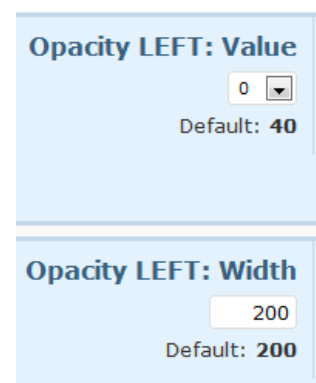 Opacity LEFT: Value
0
Default: 40
Opacity LEFT: Width
200
Default: 200